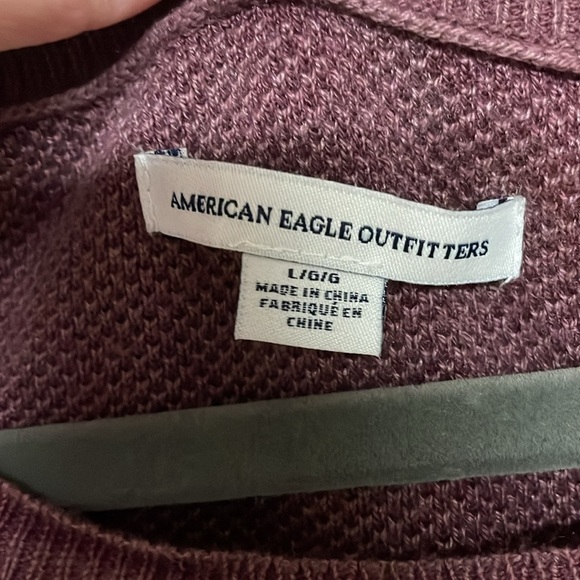 AMERICAN EAGLE OUTFITTERS
L/G/G
MADE IN CHINA
FABRIQUÉ EN
CHINE